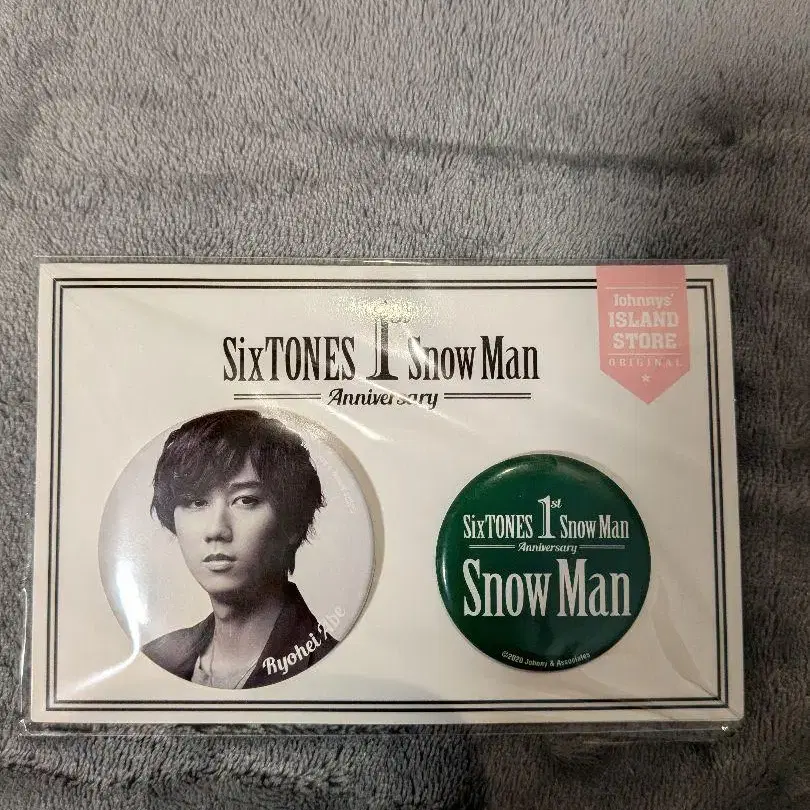 Johnnys'
ISLAND
STORE
ORIGINAL
SixTONES 1st Snow Man
Anniversary
Ryohei Abe
SixTONES 1st Snow Man
Anniversary
Snow Man
©2020 Johnny & Associates